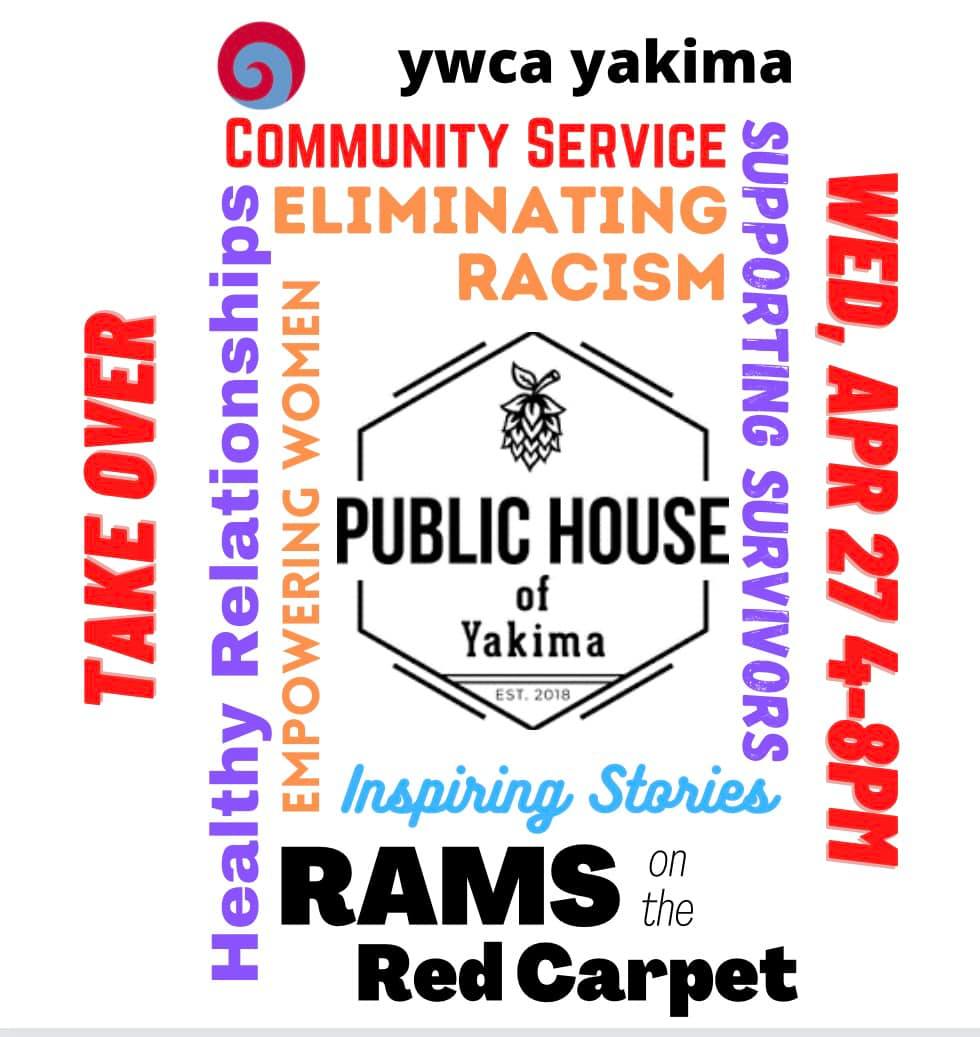 ywca yakima
COMMUNITY SERVICE
ELIMINATING
RACISM
SUPPORTING SURVIVORS
WED, APR 27 4-8PM
TAKE OVER
Healthy Relationships
EMPOWERING WOMEN
PUBLIC HOUSE
of
Yakima
EST. 2018
Inspiring Stories
RAMS on
the
Red Carpet